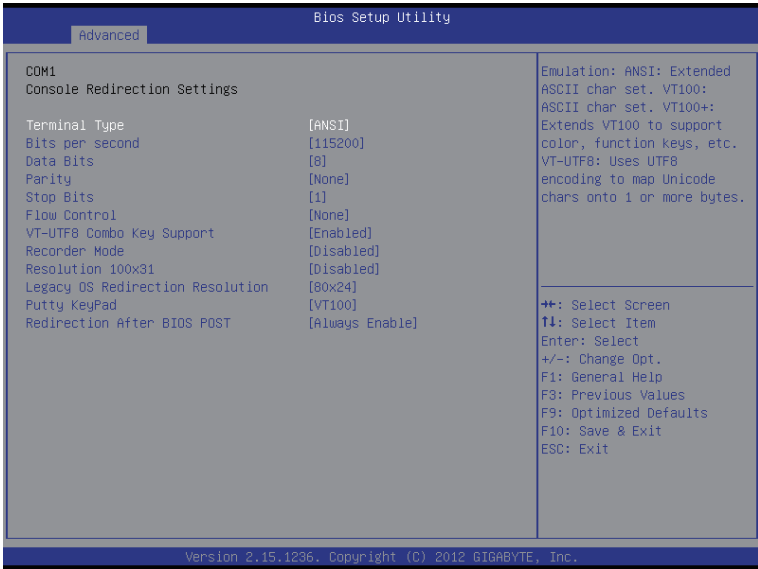 Bios Setup Utility
Advanced
COM1
Console Redirection Settings
Terminal Type [ANSI]
Bits per second [115200]
Data Bits [8]
Parity [None]
Stop Bits [1]
Flow Control [None]
VT-UTF8 Combo Key Support [Enabled]
Recorder Mode [Disabled]
Resolution 100x31 [Disabled]
Legacy OS Redirection Resolution [80x24]
Putty KeyPad [VT100]
Redirection After BIOS POST [Always Enable]
Emulation: ANSI: Extended
ASCII char set. VT100:
ASCII char set. VT100+:
Extends VT100 to support
color, function keys, etc.
VT-UTF8: Uses UTF8
encoding to map Unicode
chars onto 1 or more bytes.
→←: Select Screen
↑↓: Select Item
Enter: Select
+/-: Change Opt.
F1: General Help
F3: Previous Values
F9: Optimized Defaults
F10: Save & Exit
ESC: Exit
Version 2.15.1236. Copyright (C) 2012 GIGABYTE, Inc.